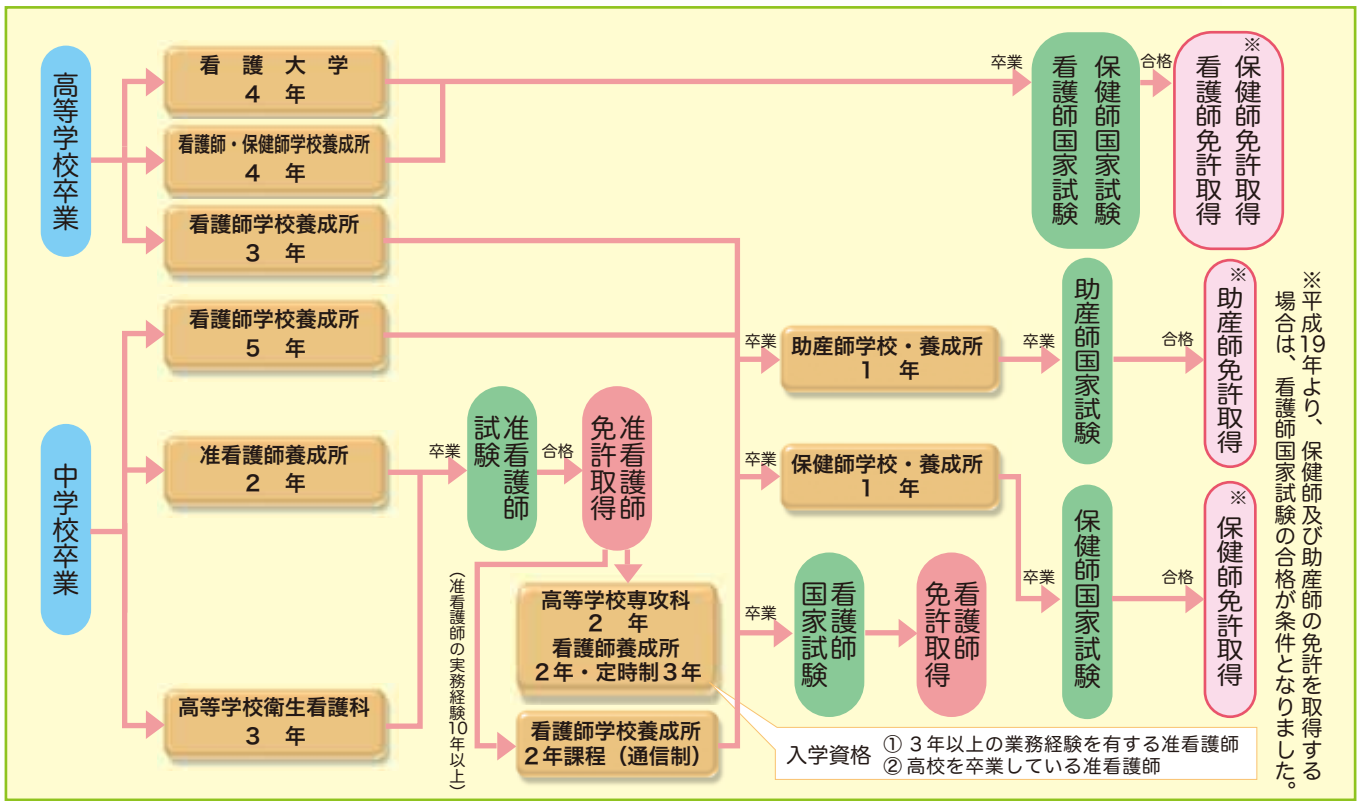 高等学校卒業
看護大学
4年
看護師・保健師学校養成所
4年
看護師学校養成所
3年
卒業
保健師国家試験
看護師国家試験
合格
※
保健師免許取得
看護師免許取得
中学校卒業
看護師学校養成所
5年
准看護師養成所
2年
高等学校衛生看護科
3年
卒業
准看護師
試験
合格
准看護師
免許取得
(准看護師の実務経験10年以上)
高等学校専攻科
2年
看護師養成所
2年・定時制3年
看護師学校養成所
2年課程(通信制)
卒業
助産師学校・養成所
1年
卒業
助産師国家試験
合格
※
助産師免許取得
卒業
保健師学校・養成所
1年
卒業
保健師国家試験
合格
※
保健師免許取得
卒業
看護師
国家試験
看護師
免許取得
入学資格
① 3年以上の業務経験を有する准看護師
② 高校を卒業している准看護師
※平成19年より、保健師及び助産師の免許を取得する
場合は、看護師国家試験の合格が条件となりました。